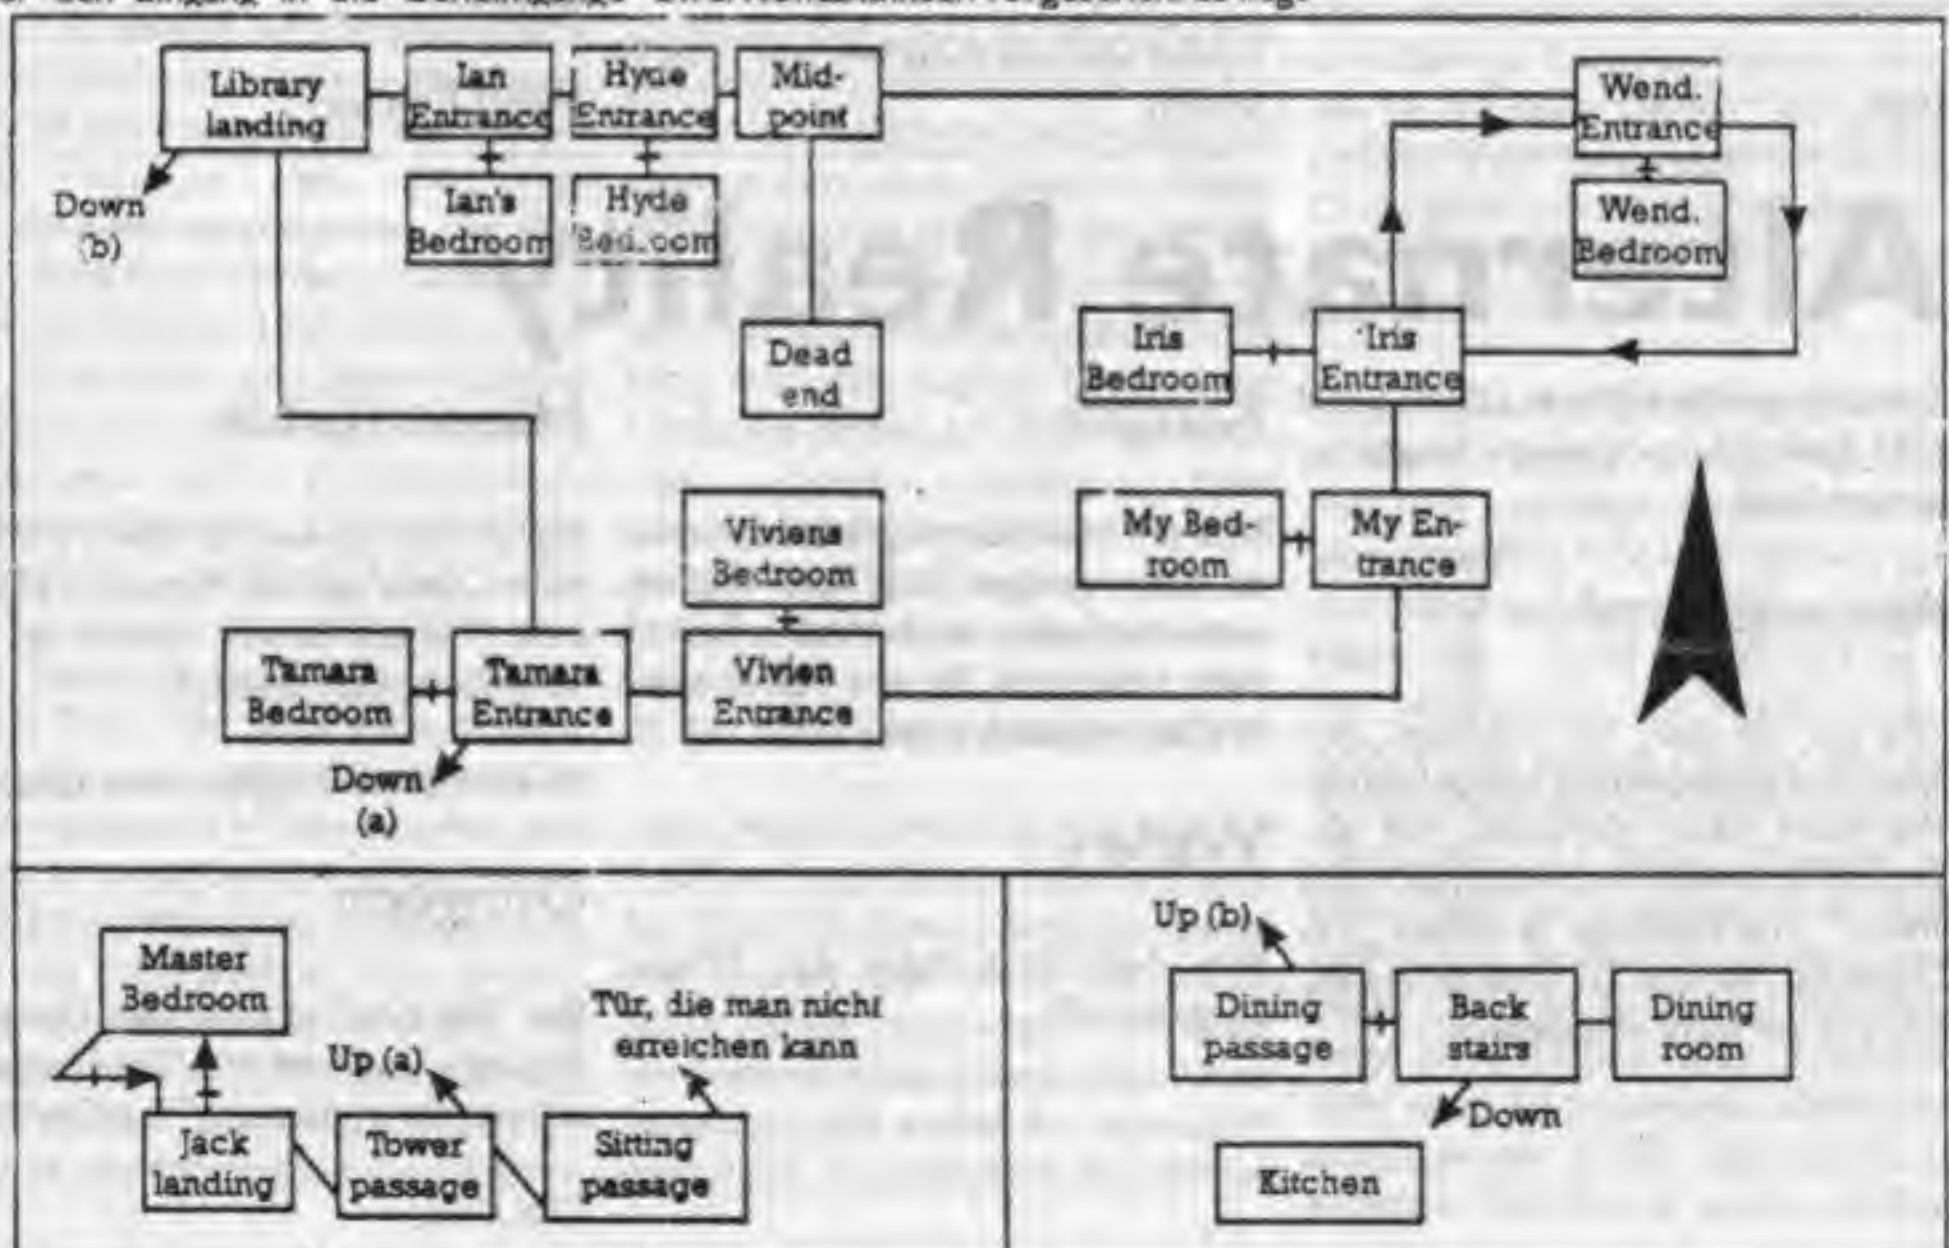 Library
landing
Ian
Entrance
Hyde
Entrance
Mid-
point
Wend.
Entrance
Down
(b)
Ian's
Bedroom
Hyde
Wend.
Bedroom
Dead
end
Iris
Bedroom
Iris
Entrance
Viviens
Bedroom
My Bed-
room
My En-
trance
Tamara
Bedroom
Tamara
Entrance
Vivien
Entrance
Down
(a)
Master
Bedroom
Up (a)
Tür, die man nicht
erreichen kann
Jack
landing
Tower
passage
Sitting
passage
Up (b)
Dining
passage
Back
stairs
Dining
room
Down
Kitchen